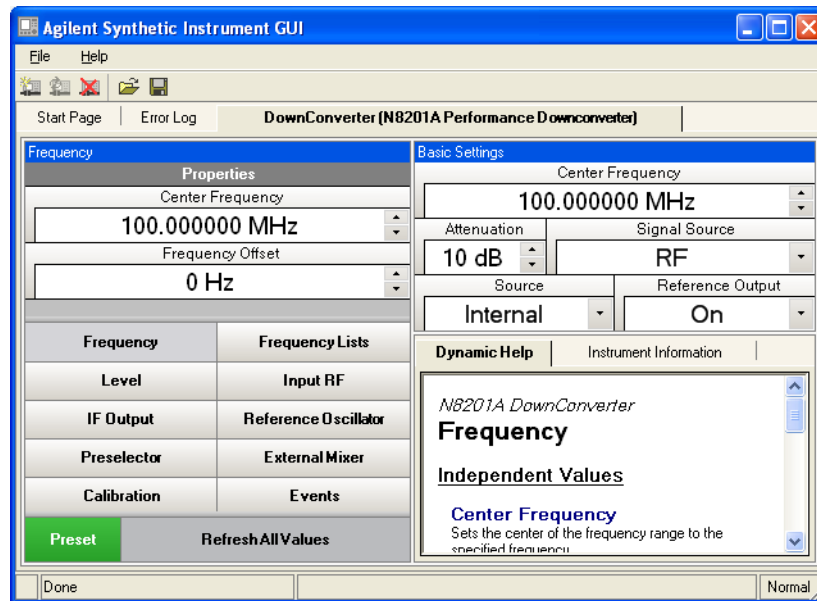 Agilent Synthetic Instrument GUI
File Help
Start Page Error Log DownConverter (N8201A Performance Downconverter)
Frequency
Properties
Center Frequency
100.000000 MHz
Frequency Offset
0 Hz
Frequency Frequency Lists
Level Input RF
IF Output Reference Oscillator
Preselector External Mixer
Calibration Events
Preset Refresh All Values
Basic Settings
Center Frequency
100.000000 MHz
Attenuation Signal Source
10 dB RF
Source Reference Output
Internal On
Dynamic Help Instrument Information
N8201A DownConverter
Frequency
Independent Values
Center Frequency
Sets the center of the frequency range to the
specified frequency
Done Normal